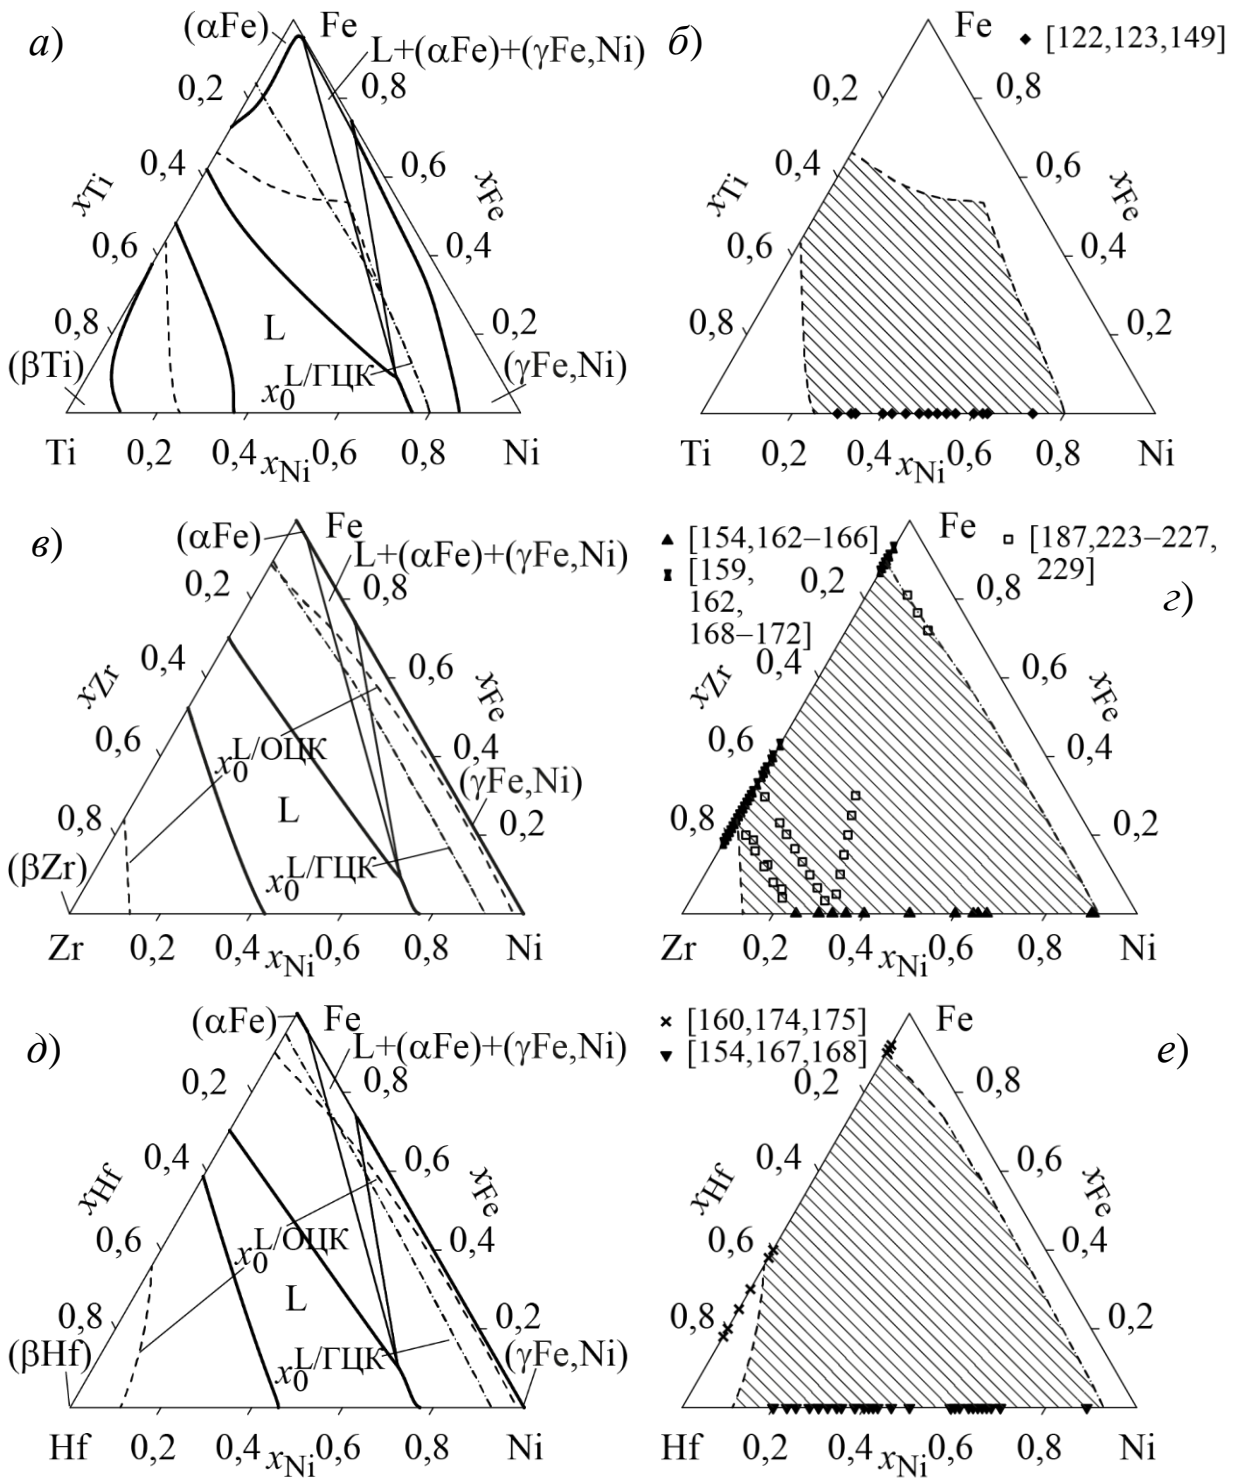 а)
(αFe)
Fe
L+(αFe)+(γFe,Ni)
0,2
0,8
0,4
0,6
xTi
xFe
0,6
0,4
L
0,8
0,2
(βTi)
x0L/ГЦК
(γFe,Ni)
Ti
0,2
0,4
xNi
0,6
0,8
Ni
б)
Fe
[122,123,149]
0,2
0,8
0,4
0,6
xTi
xFe
0,6
0,4
0,8
0,2
Ti
0,2
0,4
xNi
0,6
0,8
Ni
в)
(αFe)
Fe
L+(αFe)+(γFe,Ni)
0,2
0,8
0,4
0,6
xZr
xFe
0,6
x0L/ОЦК
0,4
(γFe,Ni)
L
0,8
0,2
(βZr)
x0L/ГЦК
Zr
0,2
0,4
xNi
0,6
0,8
Ni
г)
[154,162–166]
[159,
162,
168–172]
Fe
[187,223–227,
229]
0,2
0,8
0,4
0,6
xZr
xFe
0,6
0,4
0,8
0,2
Zr
0,2
0,4
xNi
0,6
0,8
Ni
д)
(αFe)
Fe
L+(αFe)+(γFe,Ni)
0,2
0,8
0,4
0,6
xHf
xFe
0,6
x0L/ОЦК
0,4
L
0,8
0,2
(βHf)
x0L/ГЦК
(γFe,Ni)
Hf
0,2
0,4
xNi
0,6
0,8
Ni
е)
[160,174,175]
[154,167,168]
Fe
0,2
0,8
0,4
0,6
xHf
xFe
0,6
0,4
0,8
0,2
Hf
0,2
0,4
xNi
0,6
0,8
Ni